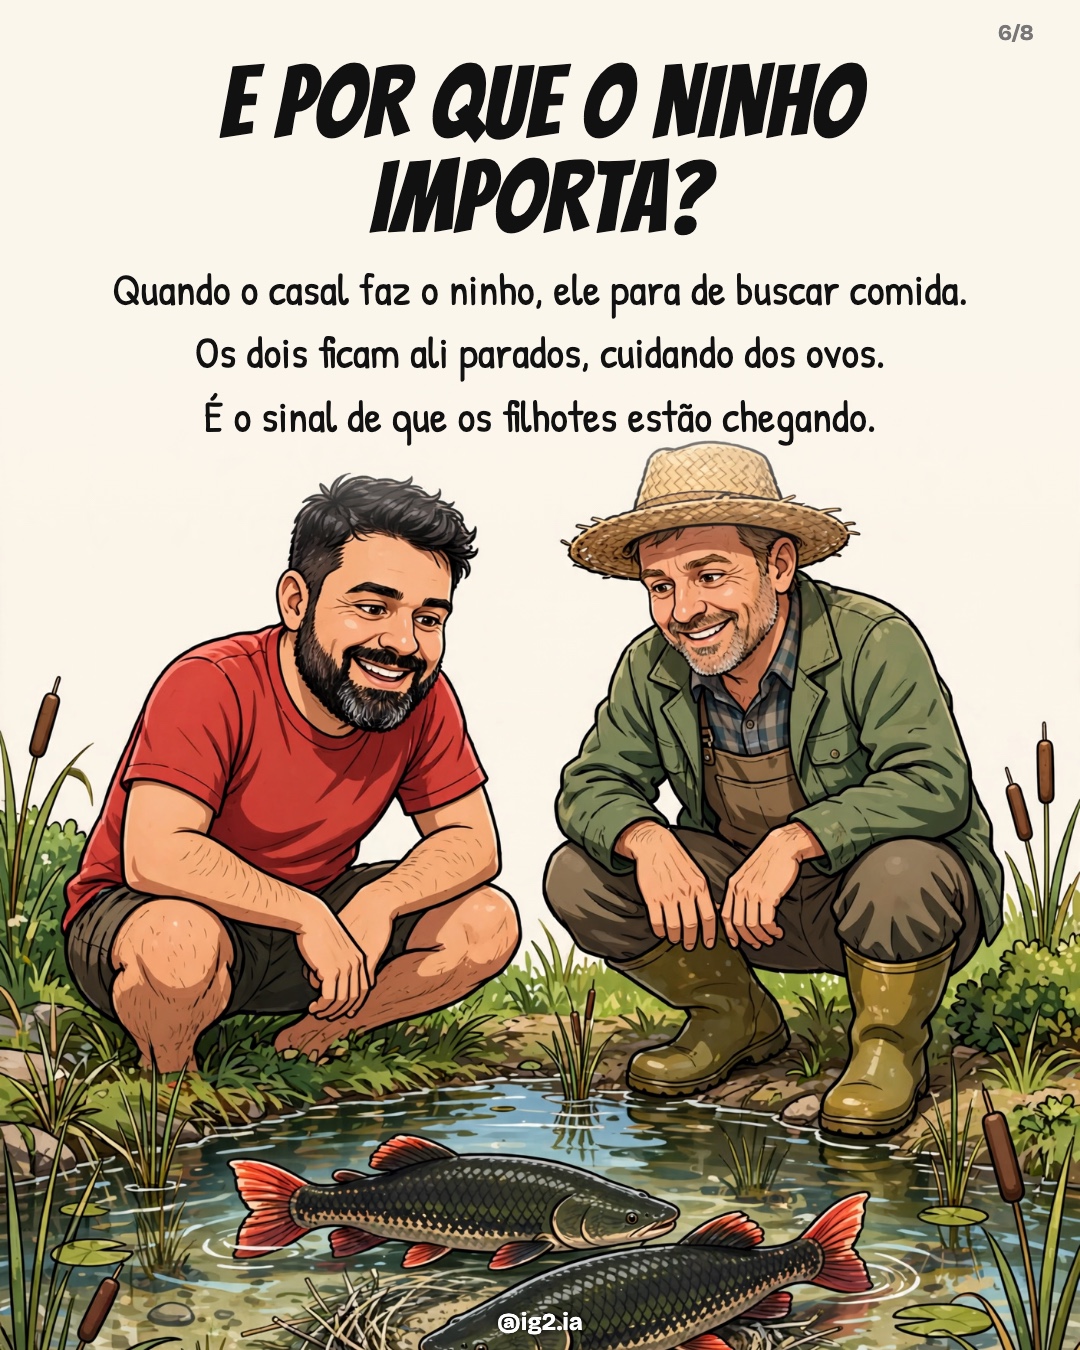 6/8
E POR QUE O NINHO
IMPORTA?
Quando o casal faz o ninho, ele para de buscar comida.
Os dois ficam ali parados, cuidando dos ovos.
É o sinal de que os filhotes estão chegando.
@ig2.ia